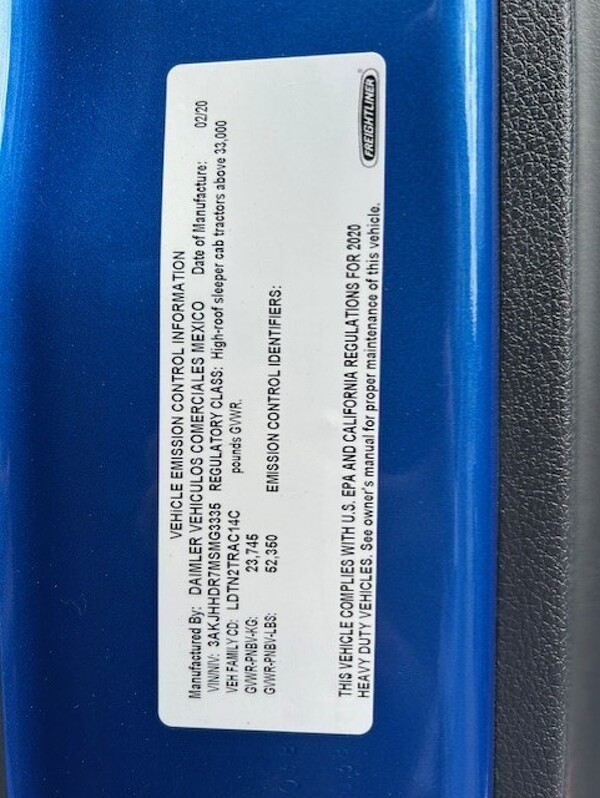 VEHICLE EMISSION CONTROL INFORMATION
Manufactured By: DAIMLER VEHICULOS COMERCIALES MEXICO Date of Manufacture: 02/20
VIN/NIV: 3AKJHHDR7MSMG3335 REGULATORY CLASS: High-roof sleeper cab tractors above 33,000
VEH FAMILY CD: LDTN2TRAC14C pounds GVWR.
GVWR-PNBV-KG: 23,745
GVWR-PNBV-LBS: 52,350 EMISSION CONTROL IDENTIFIERS:
THIS VEHICLE COMPLIES WITH U.S. EPA AND CALIFORNIA REGULATIONS FOR 2020
HEAVY DUTY VEHICLES. See owner's manual for proper maintenance of this vehicle.
FREIGHTLINER®